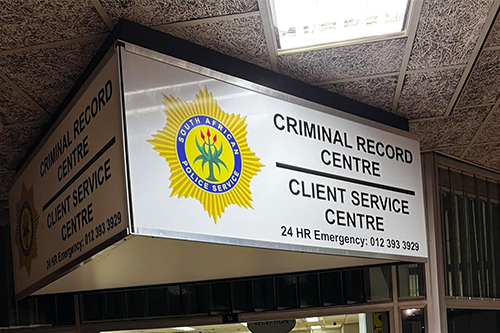 CRIMINAL RECORD
CENTRE
CLIENT SERVICE
CENTRE
24 HR Emergency: 012 393 3929
SOUTH AFRICAN
POLICE SERVICE
CRIMINAL RECORD
CENTRE
CLIENT SERVICE
CENTRE
24 HR Emergency: 012 393 3929
RECEPTION